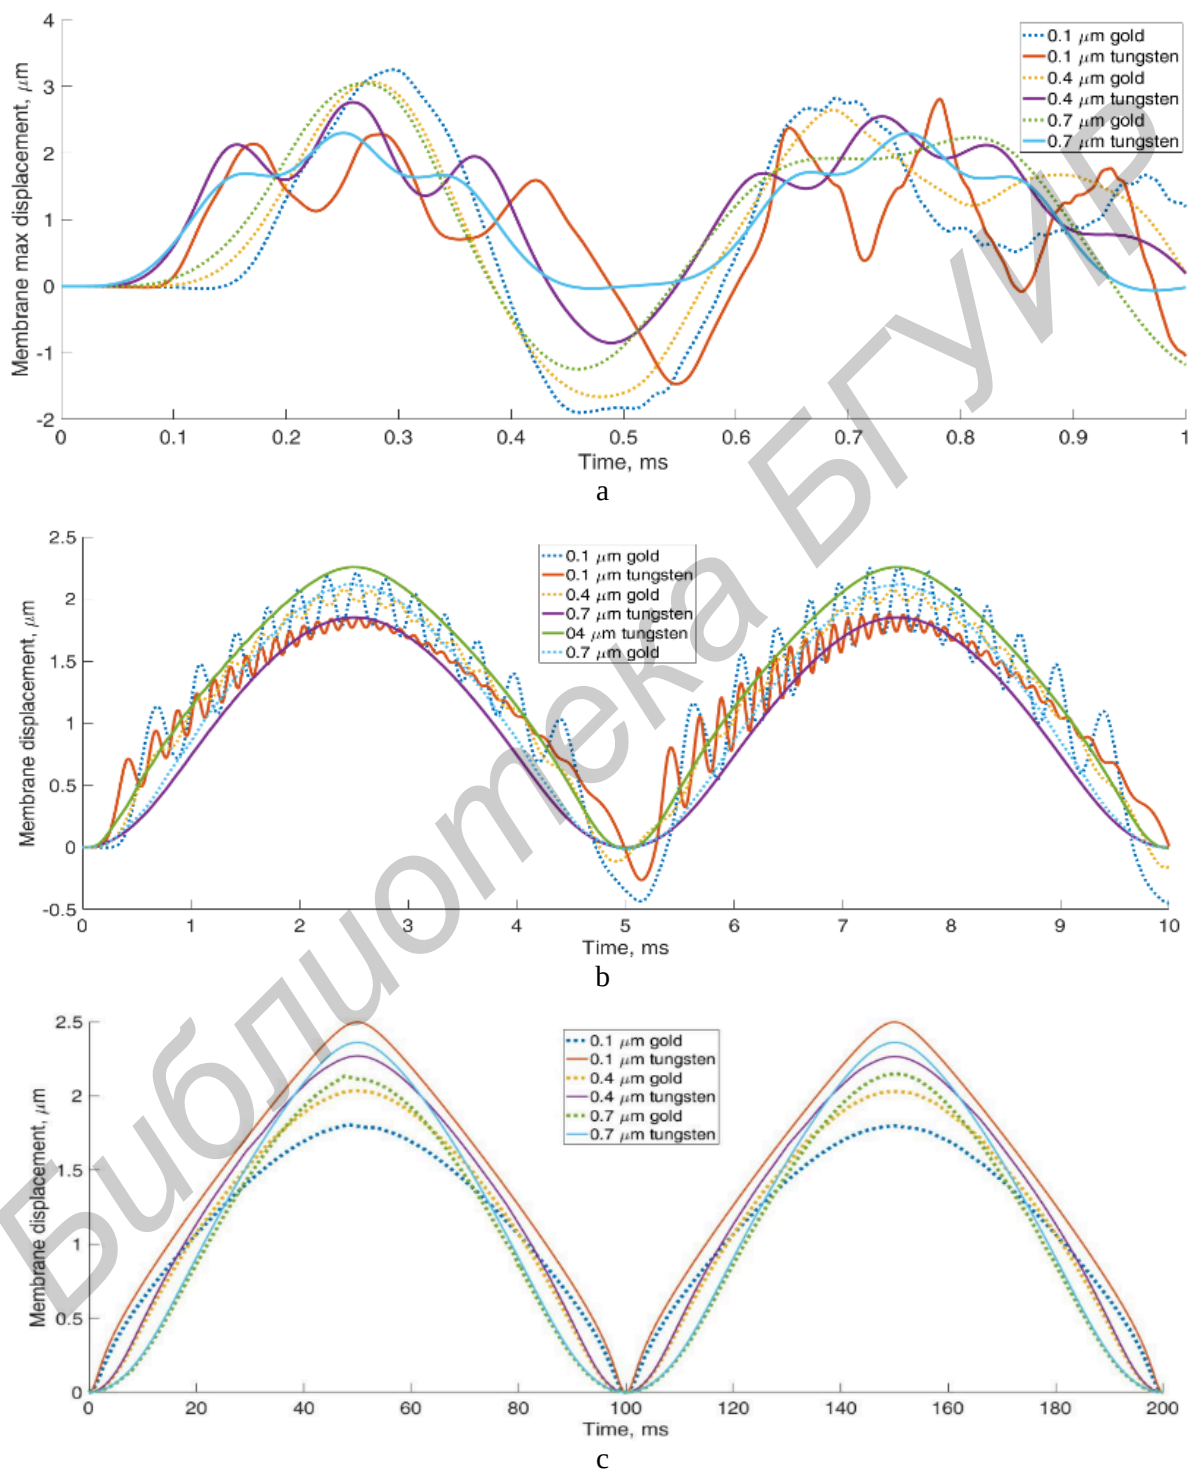 4
3
2
1
0
-1
-2
Membrane max displacement, μm
0.1 μm gold
0.1 μm tungsten
0.4 μm gold
0.4 μm tungsten
0.7 μm gold
0.7 μm tungsten
0 0.1 0.2 0.3 0.4 0.5 0.6 0.7 0.8 0.9 1
Time, ms
a
2.5
2
1.5
1
0.5
0
-0.5
Membrane displacement, μm
0.1 μm gold
0.1 μm tungsten
0.4 μm gold
0.7 μm tungsten
04 μm tungsten
0.7 μm gold
0 1 2 3 4 5 6 7 8 9 10
Time, ms
b
2.5
2
1.5
1
0.5
0
Membrane displacement, μm
0.1 μm gold
0.1 μm tungsten
0.4 μm gold
0.4 μm tungsten
0.7 μm gold
0.7 μm tungsten
0 20 40 60 80 100 120 140 160 180 200
Time, ms
c
Библиотека БГУИР